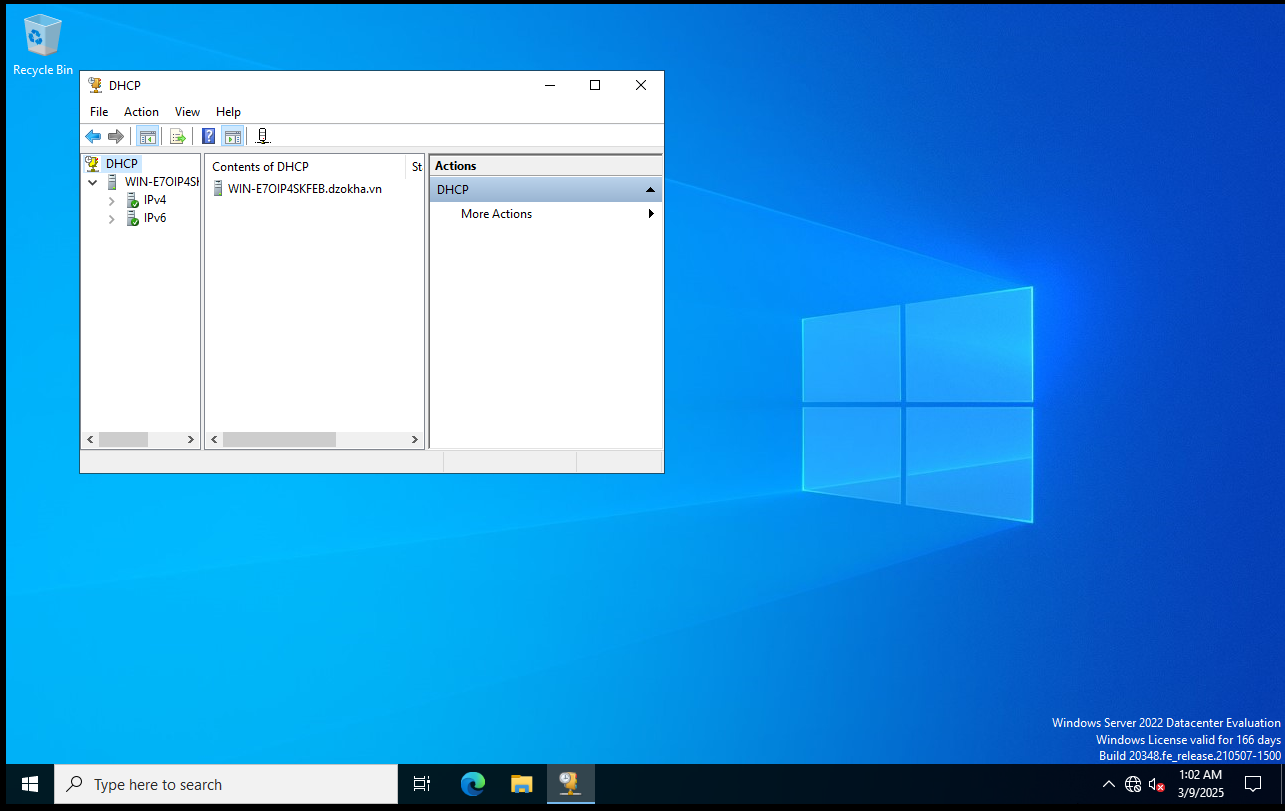 Recycle Bin
DHCP
File Action View Help
DHCP
WIN-E7OIP4SK
IPv4
IPv6
Contents of DHCP St
WIN-E7OIP4SKFEB.dzokha.vn
Actions
DHCP
More Actions
Windows Server 2022 Datacenter Evaluation
Windows License valid for 166 days
Build 20348.fe_release.210507-1500
Type here to search
1:02 AM
3/9/2025